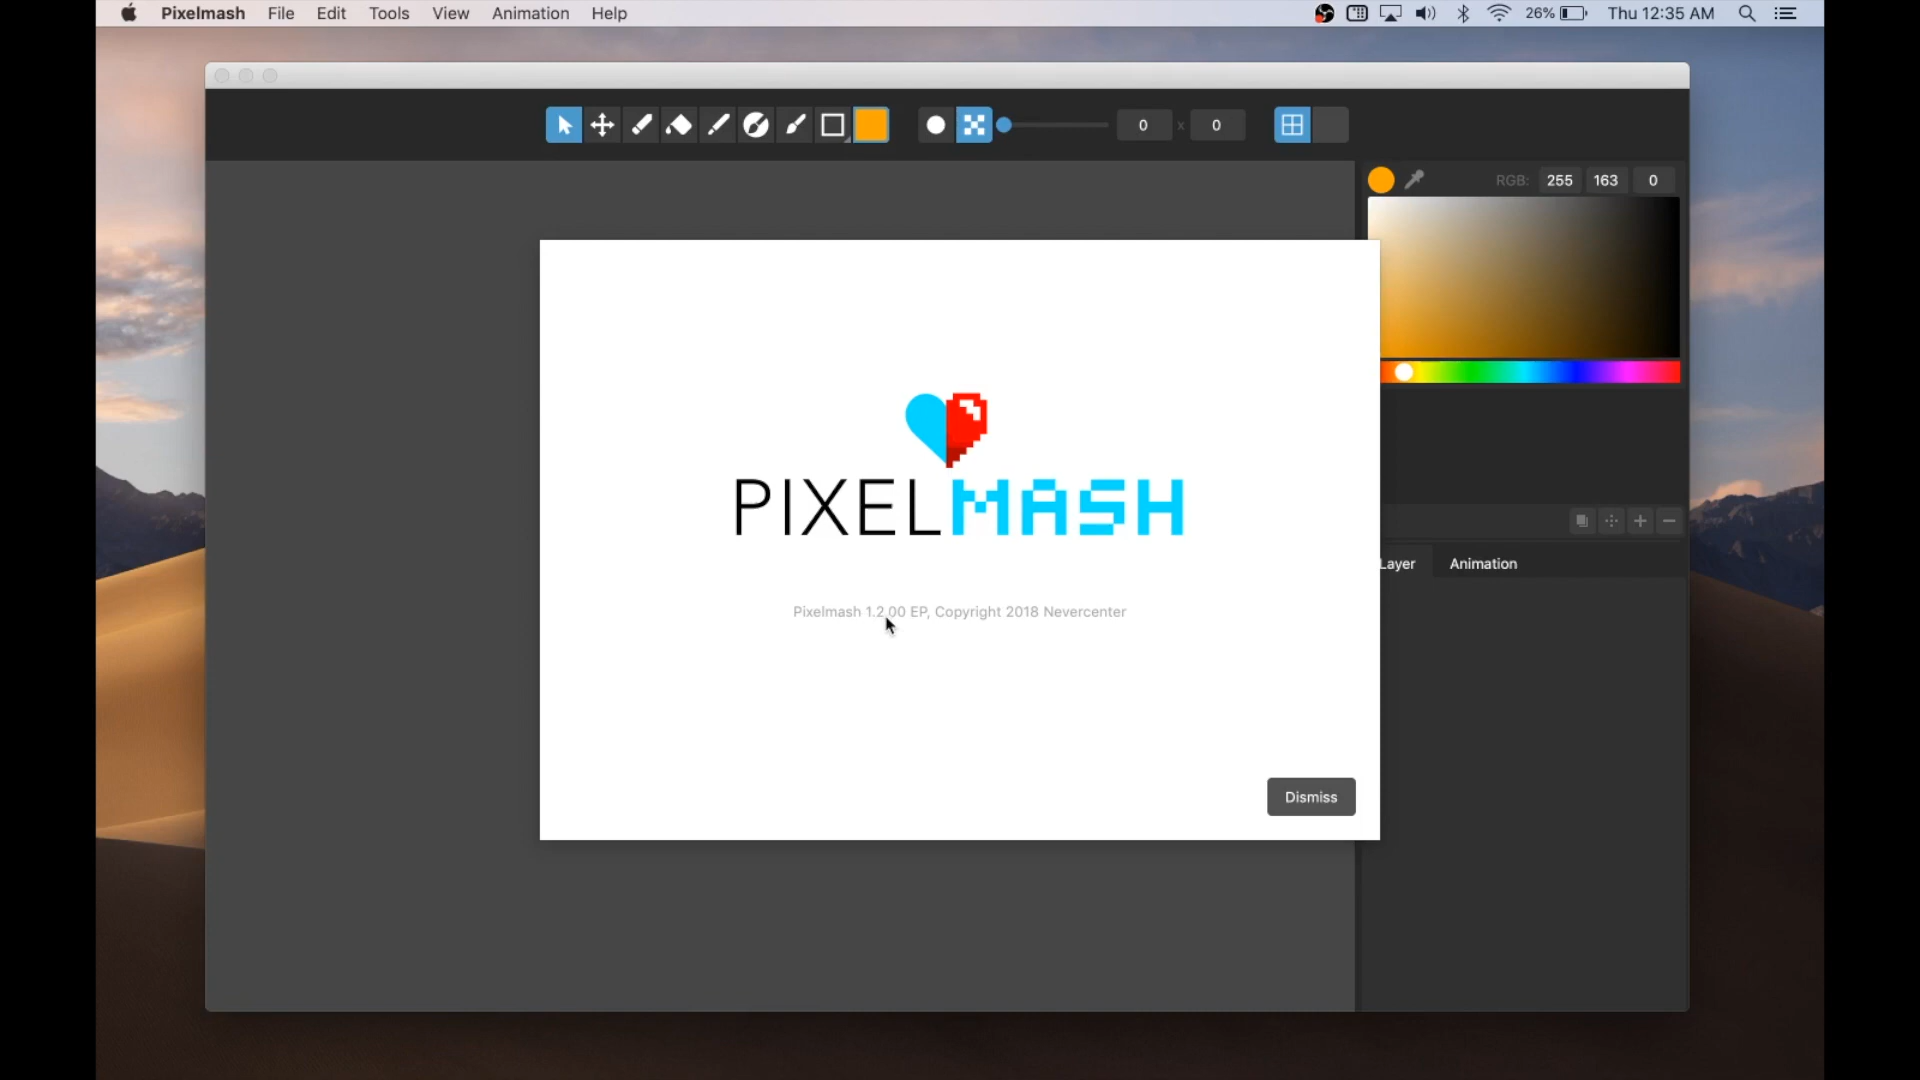 Pixelmash File Edit Tools View Animation Help
26% Thu 12:35 AM
0 x 0
RGB: 255 163 0
PIXELMASH
Layer Animation
Pixelmash 1.2.00 EP, Copyright 2018 Nevercenter
Dismiss